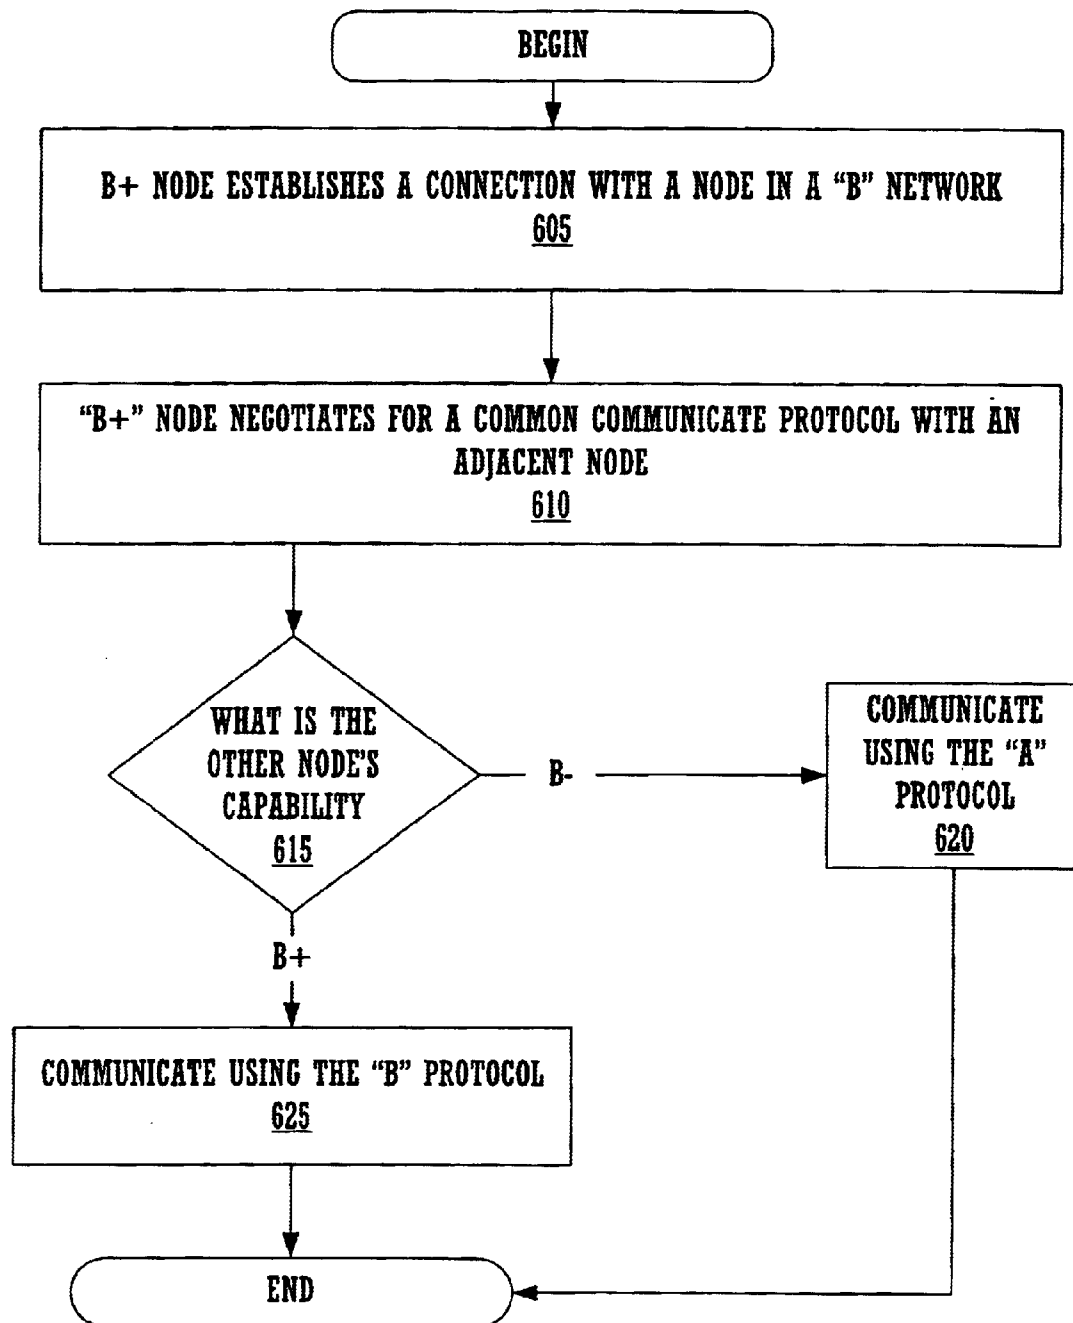 BEGIN
B+ NODE ESTABLISHES A CONNECTION WITH A NODE IN A “B” NETWORK
605
“B+” NODE NEGOTIATES FOR A COMMON COMMUNICATE PROTOCOL WITH AN
ADJACENT NODE
610
WHAT IS THE
OTHER NODE'S
CAPABILITY
615
B-
COMMUNICATE
USING THE “A”
PROTOCOL
620
B+
COMMUNICATE USING THE “B” PROTOCOL
625
END